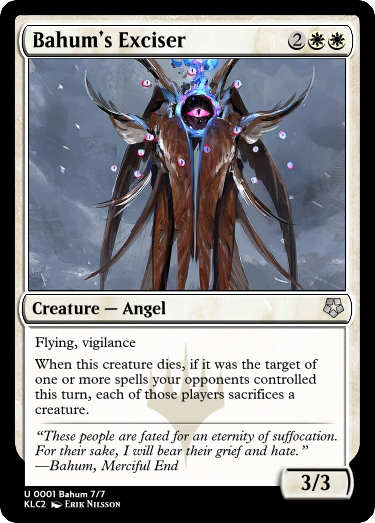 Bahum's Exciser 2
Creature — Angel
Flying, vigilance
When this creature dies, if it was the target of
one or more spells your opponents controlled
this turn, each of those players sacrifices a
creature.
“These people are fated for an eternity of suffocation.
For their sake, I will bear their grief and hate.”
—Bahum, Merciful End
3/3
U 0001 Bahum 7/7
KLC2 Erik Nilsson